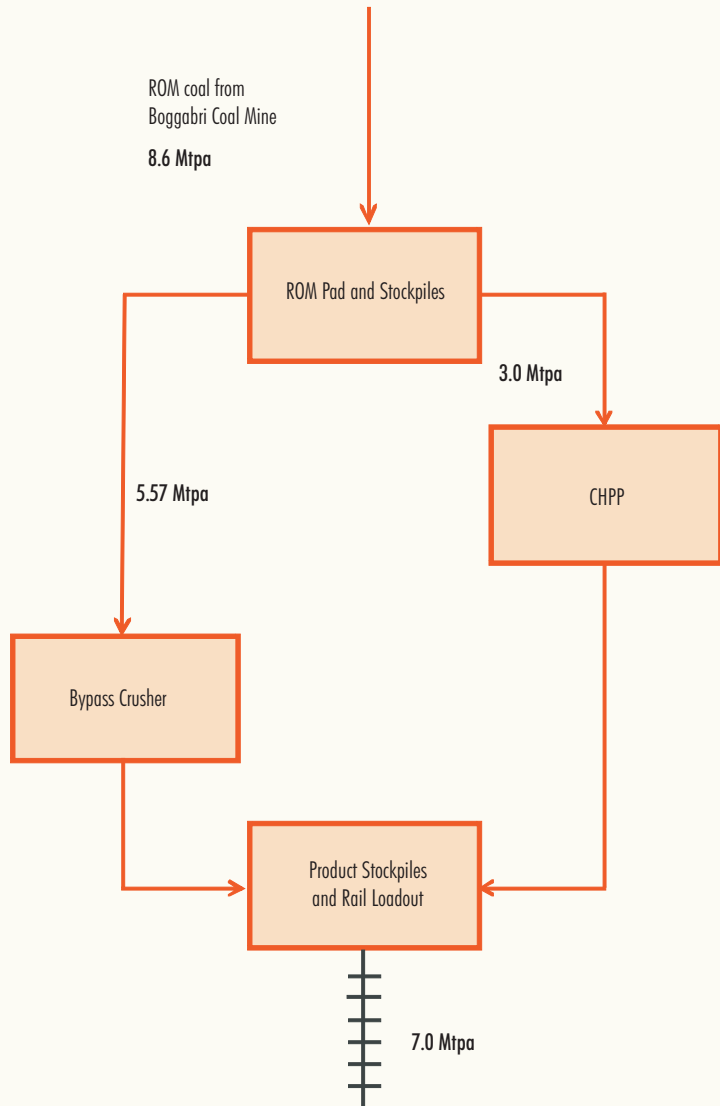 ROM coal from
Boggabri Coal Mine
8.6 Mtpa
ROM Pad and Stockpiles
3.0 Mtpa
CHPP
5.57 Mtpa
Bypass Crusher
Product Stockpiles
and Rail Loadout
7.0 Mtpa